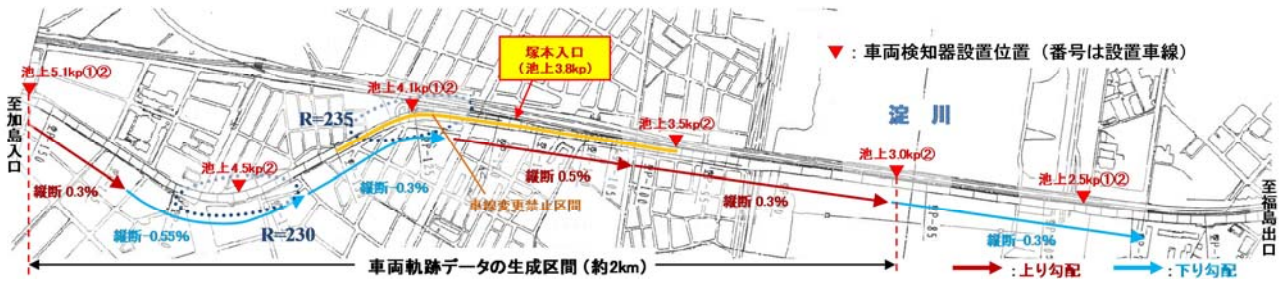 塚本入口
(池上3.8kp)
▼:車両検知器設置位置(番号は設置車線)
池上5.1kp①②
池上4.1kp①②
R=235
淀川
池上3.5kp②
池上3.0kp②
池上4.5kp②
池上2.5kp①②
至加島入口
至福島出口
縦断 0.3%
縦断-0.3%
縦断 0.5%
縦断 0.3%
車線変更禁止区間
縦断-0.55%
R=230
縦断-0.3%
車両軌跡データの生成区間(約2km)
:上り勾配
:下り勾配